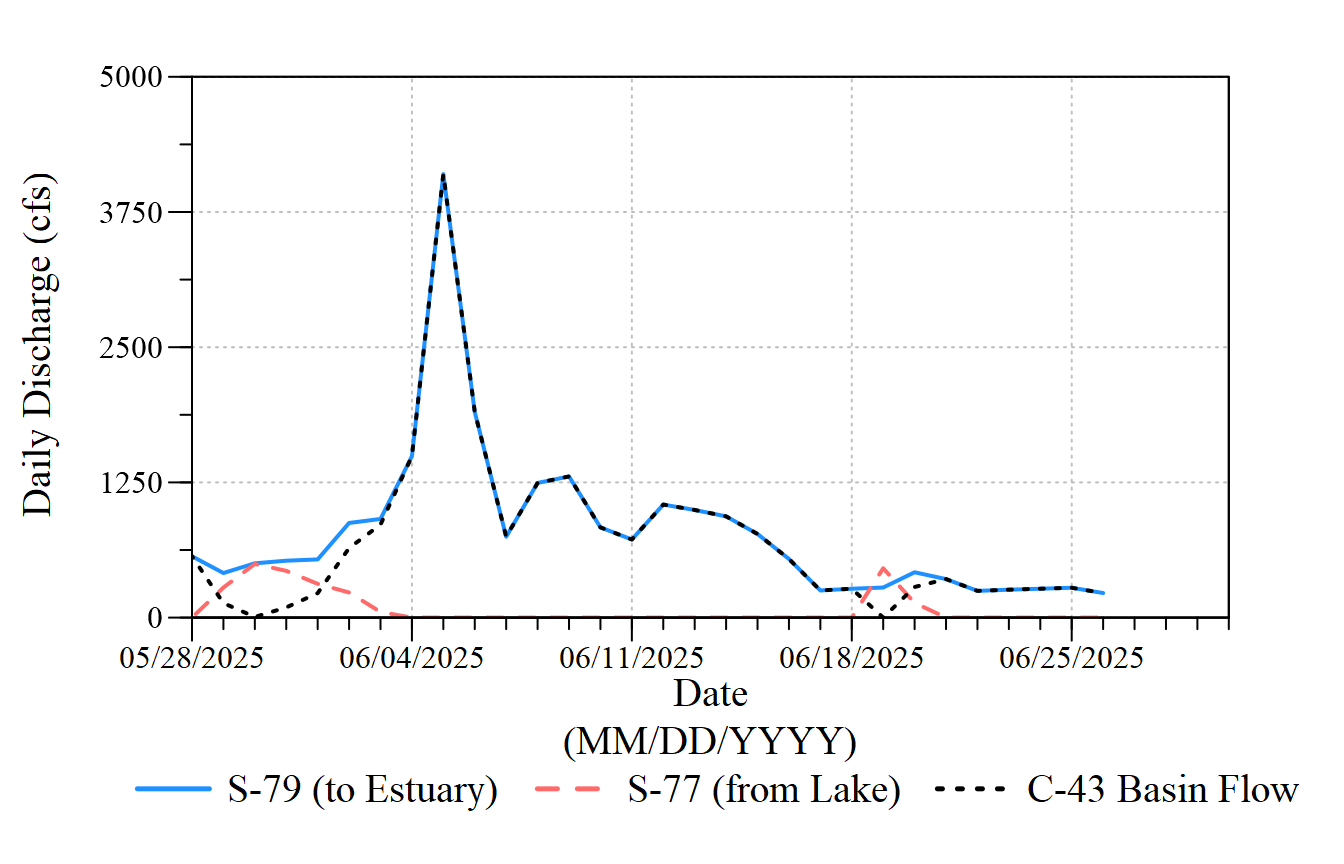 5000
3750
2500
1250
0
Daily Discharge (cfs)
05/28/2025 06/04/2025 06/11/2025 06/18/2025 06/25/2025
Date
(MM/DD/YYYY)
S-79 (to Estuary) S-77 (from Lake) C-43 Basin Flow